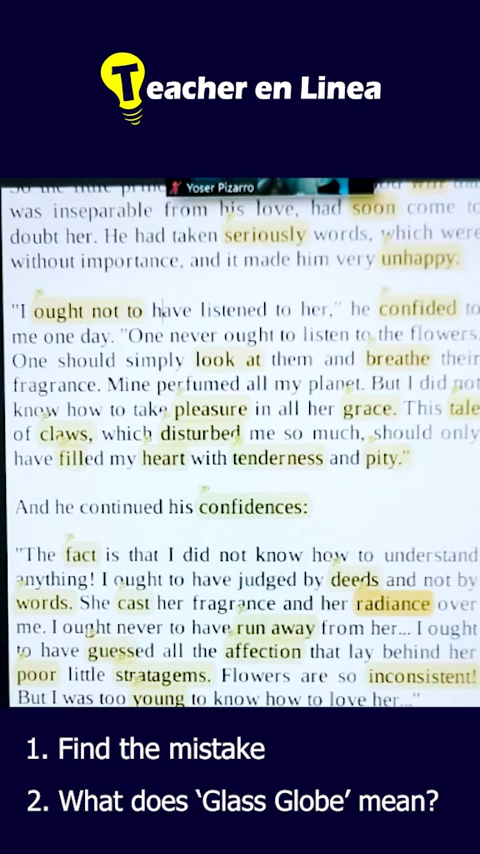 Teacher en Linea
Yoser Pizarro
So the little
was inseparable from his love, had soon come to
doubt her. He had taken seriously words, which were
without importance, and it made him very unhappy.
"I ought not to have listened to her," he confided to
me one day. "One never ought to listen to the flowers.
One should simply look at them and breathe their
fragrance. Mine perfumed all my planet. But I did not
know how to take pleasure in all her grace. This tale
of claws, which disturbed me so much, should only
have filled my heart with tenderness and pity."
And he continued his confidences:
"The fact is that I did not know how to understand
anything! I ought to have judged by deeds and not by
words. She cast her fragrance and her radiance over
me. I ought never to have run away from her... I ought
to have guessed all the affection that lay behind her
poor little stratagems. Flowers are so inconsistent!
But I was too young to know how to love her..."
1. Find the mistake
2. What does ‘Glass Globe’ mean?